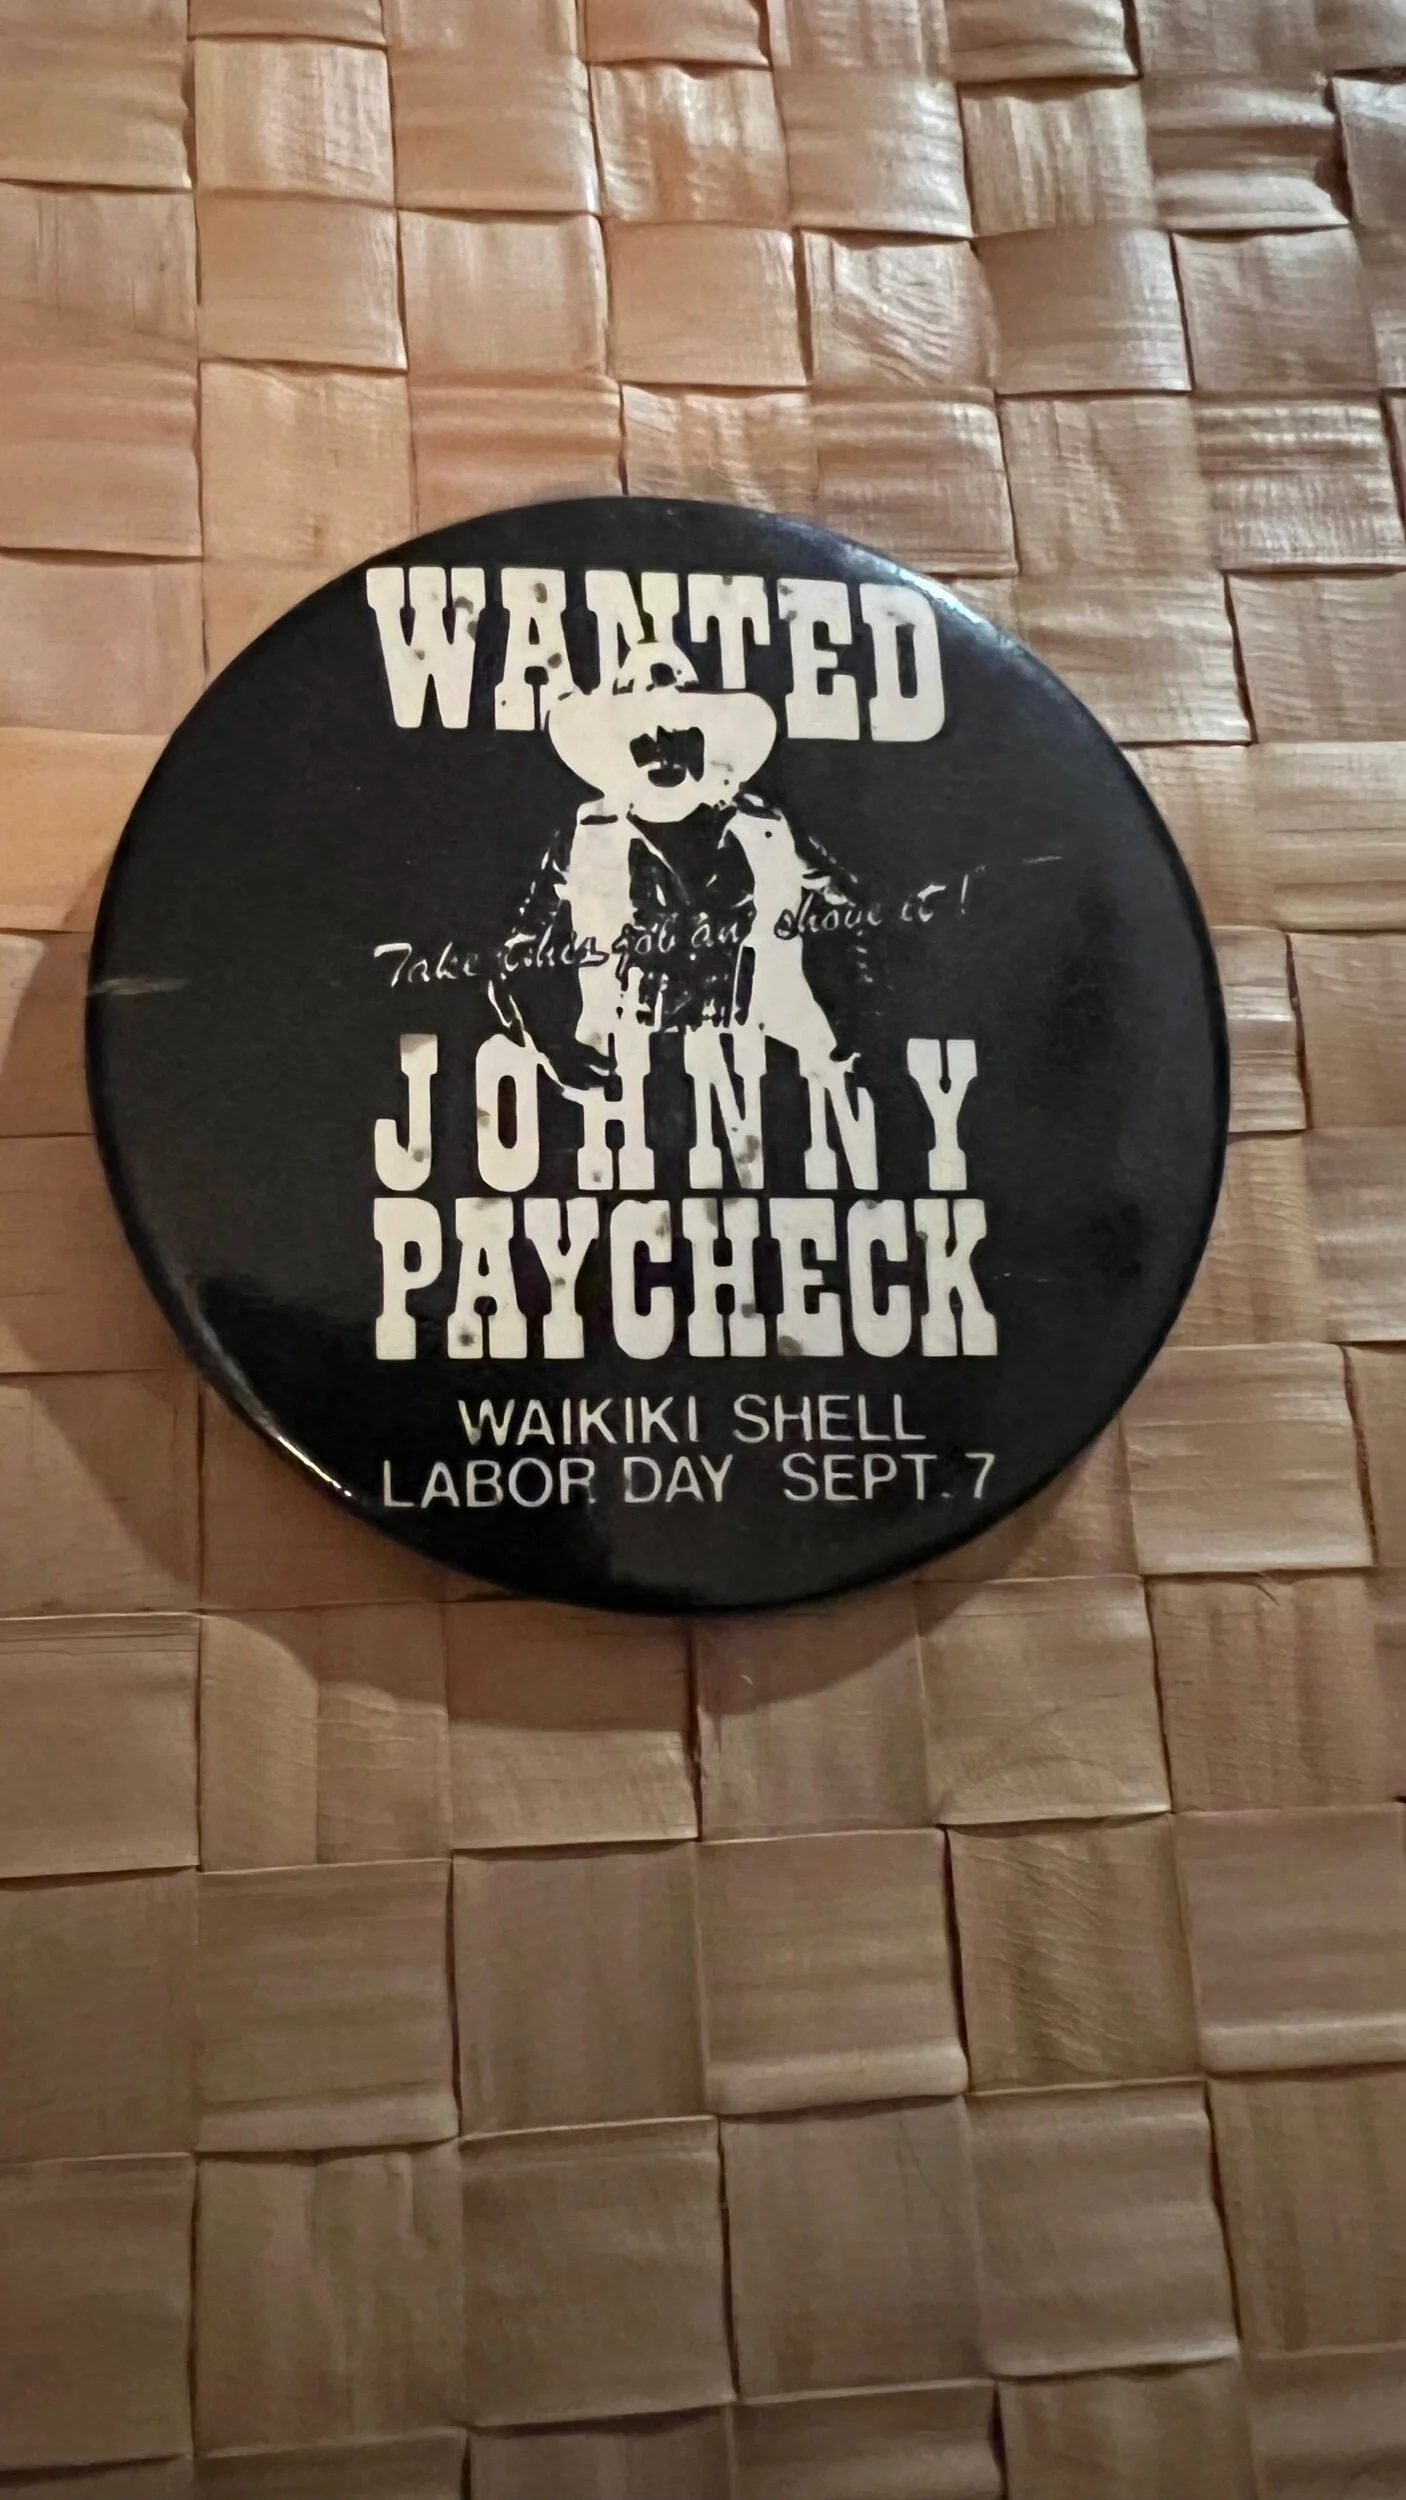 WANTED
Take this job an' shove it!
JOHNNY
PAYCHECK
WAIKIKI SHELL
LABOR DAY SEPT. 7